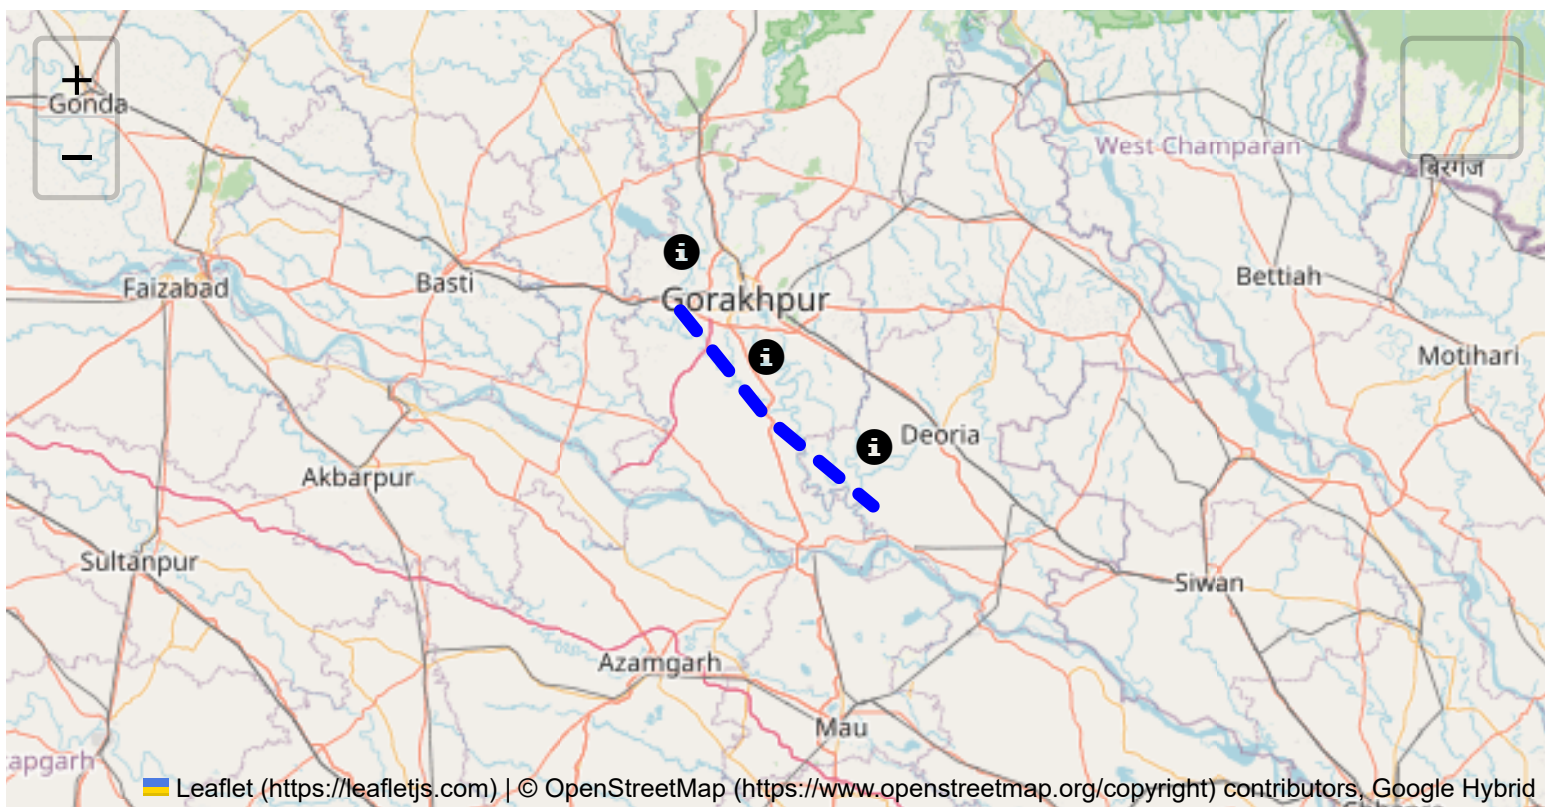 +
Gonda
−
West Champaran
बिरगंज
i
Faizabad
Basti
Gorakhpur
Bettiah
i
Motihari
i
Deoria
Akbarpur
Sultanpur
Siwan
Azamgarh
Mau
apgarh
Leaflet (https://leafletjs.com) | © OpenStreetMap (https://www.openstreetmap.org/copyright) contributors, Google Hybrid